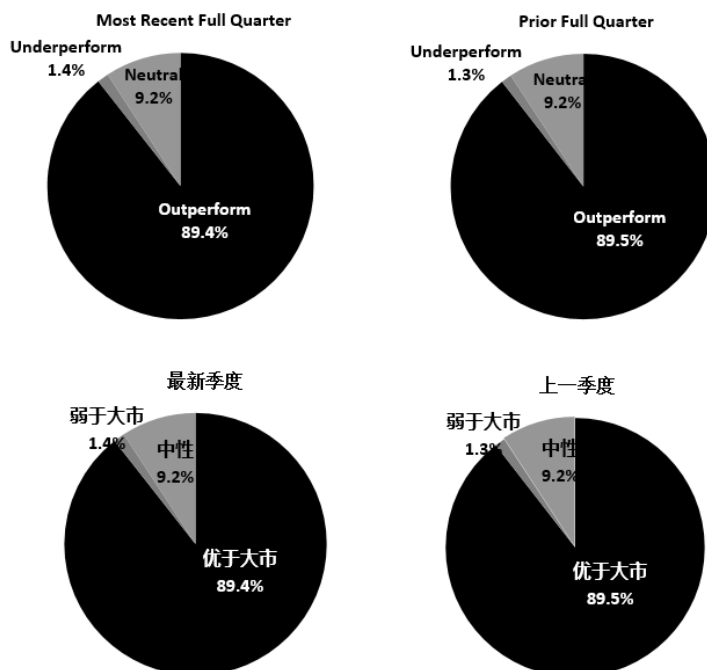 Most Recent Full Quarter
Underperform
1.4%
Neutral
9.2%
Outperform
89.4%
Prior Full Quarter
Underperform
1.3%
Neutral
9.2%
Outperform
89.5%
最新季度
弱于大市
1.4%
中性
9.2%
优于大市
89.4%
上一季度
弱于大市
1.3%
中性
9.2%
优于大市
89.5%